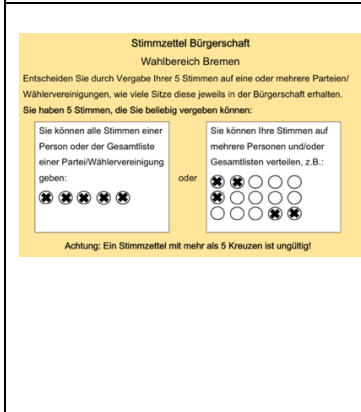 Stimmzettel Bürgerschaft
Wahlbereich Bremen
Entscheiden Sie durch Vergabe Ihrer 5 Stimmen auf eine oder mehrere Parteien/
Wählervereinigungen, wie viele Sitze diese jeweils in der Bürgerschaft erhalten.
Sie haben 5 Stimmen, die Sie beliebig vergeben können:
Sie können alle Stimmen einer
Person oder der Gesamtliste
einer Partei/Wählervereinigung
geben:
oder
Sie können Ihre Stimmen auf
mehrere Personen und/oder
Gesamtlisten verteilen, z.B.:
Achtung: Ein Stimmzettel mit mehr als 5 Kreuzen ist ungültig!